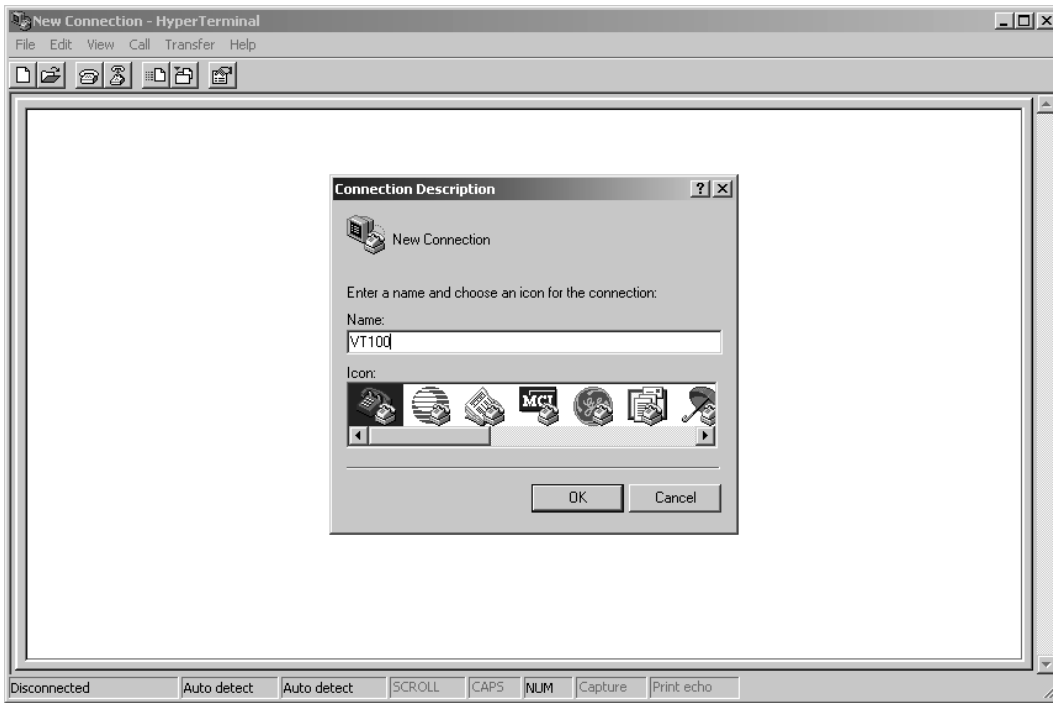 New Connection - HyperTerminal
File Edit View Call Transfer Help
Connection Description
New Connection
Enter a name and choose an icon for the connection:
Name:
VT100
Icon:
MCI
OK Cancel
Disconnected Auto detect Auto detect SCROLL CAPS NUM Capture Print echo